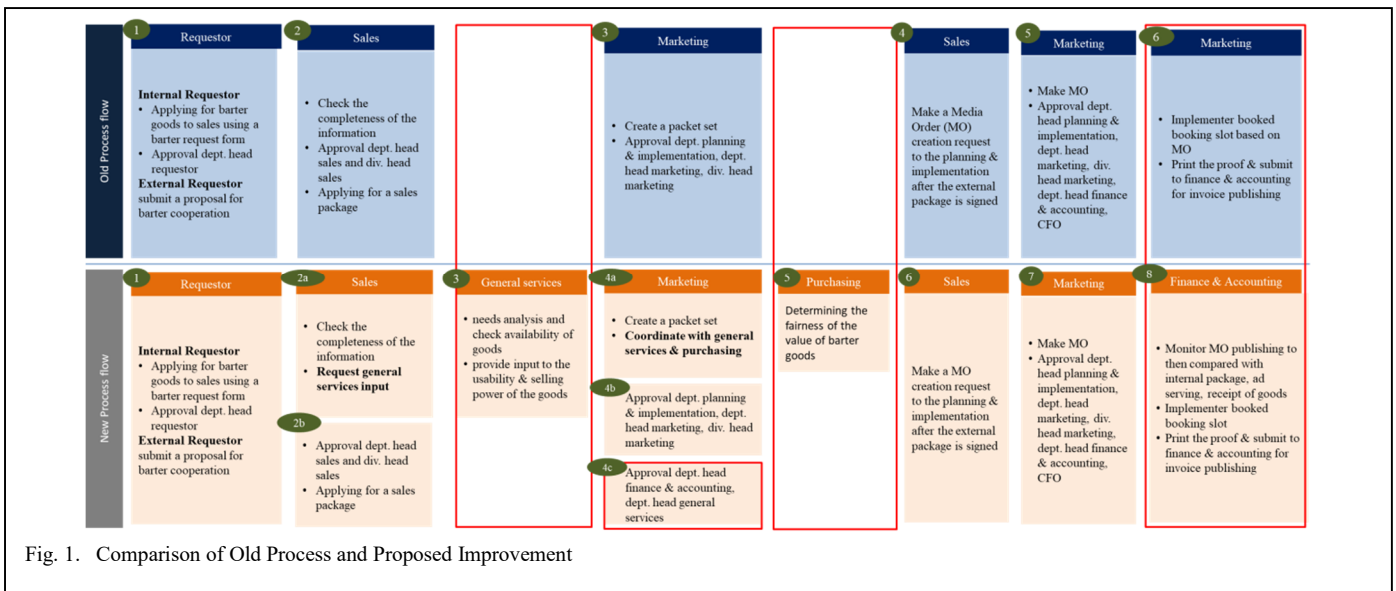 Old Process flow
1
Requestor
Internal Requestor
• Applying for barter
goods to sales using a
barter request form
• Approval dept. head
requestor
External Requestor
submit a proposal for
barter cooperation
2
Sales
• Check the
completeness of the
information
• Approval dept. head
sales and div. head
sales
• Applying for a sales
package
3
Marketing
• Create a packet set
• Approval dept. planning
& implementation, dept.
head marketing, div. head
marketing
4
Sales
Make a Media
Order (MO)
creation request
to the planning &
implementation
after the external
package is signed
5
Marketing
• Make MO
• Approval dept.
head planning &
implementation,
dept. head
marketing, div.
head marketing,
dept. head finance
& accounting,
CFO
6
Marketing
• Implementer booked
booking slot based on
MO
• Print the proof & submit
to finance & accounting
for invoice publishing
New Process flow
1
Requestor
Internal Requestor
• Applying for barter
goods to sales using a
barter request form
• Approval dept. head
requestor
External Requestor
submit a proposal for
barter cooperation
2a
Sales
• Check the
completeness of the
information
• Request general
services input
2b
• Approval dept. head
sales and div. head
sales
• Applying for a sales
package
3
General services
• needs analysis and
check availability of
goods
• provide input to the
usability & selling
power of the goods
4a
Marketing
• Create a packet set
• Coordinate with general
services & purchasing
4b
Approval dept. planning
& implementation, dept.
head marketing, div. head
marketing
4c
Approval dept. head
finance & accounting,
dept. head general
services
5
Purchasing
Determining the
fairness of the
value of barter
goods
6
Sales
Make a MO
creation request
to the planning &
implementation
after the external
package is signed
7
Marketing
• Make MO
• Approval dept.
head planning &
implementation,
dept. head
marketing, div.
head marketing,
dept. head finance
& accounting,
CFO
8
Finance & Accounting
• Monitor MO publishing to
then compared with
internal package, ad
serving, receipt of goods
• Implementer booked
booking slot
• Print the proof & submit to
finance & accounting for
invoice publishing
Fig. 1. Comparison of Old Process and Proposed Improvement